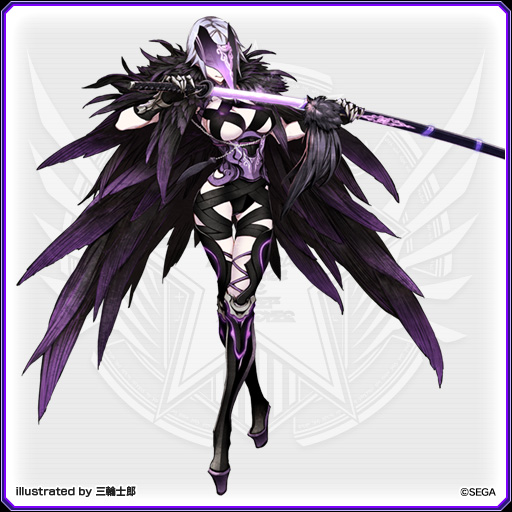 illustrated by 三輪士郎
©SEGA